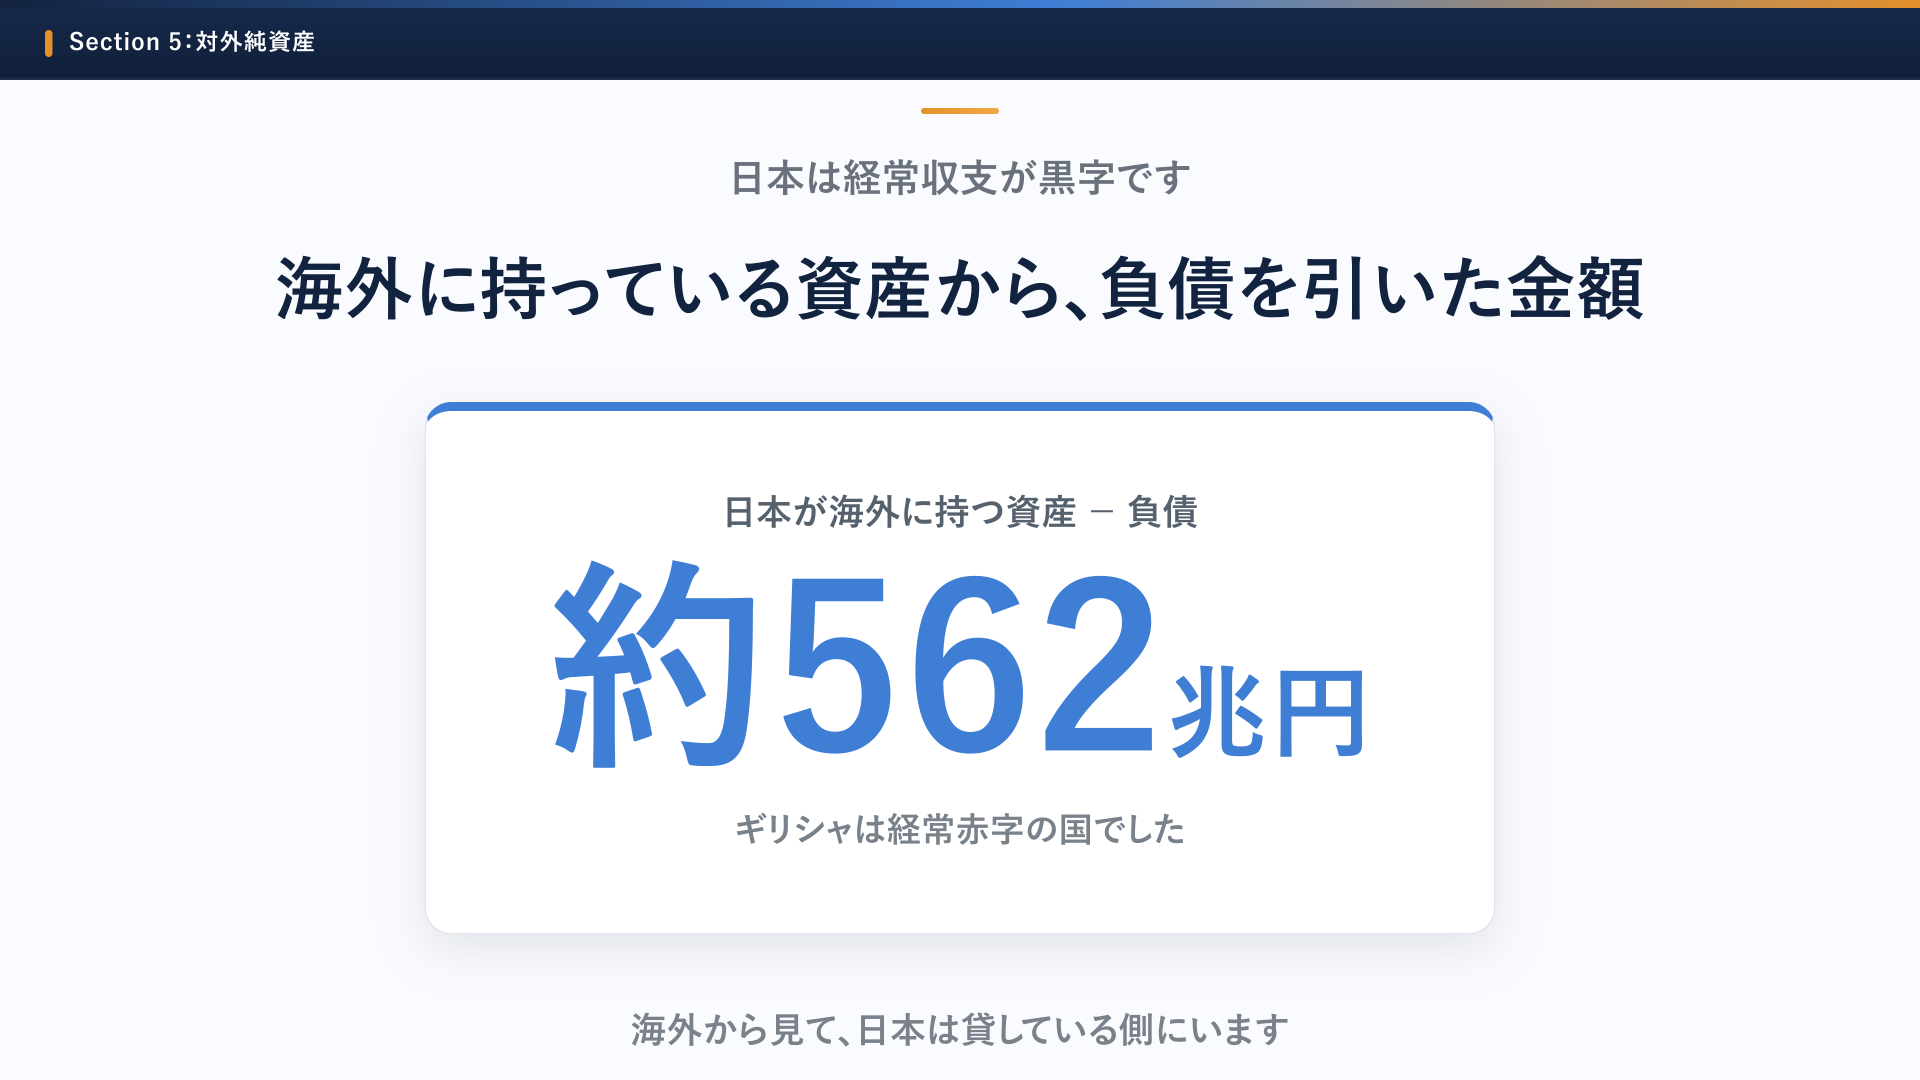 Section 5：対外純資産
日本は経常収支が黒字です
海外に持っている資産から、負債を引いた金額
日本が海外に持つ資産 － 負債
約562兆円
ギリシャは経常赤字の国でした
海外から見て、日本は貸している側にいます